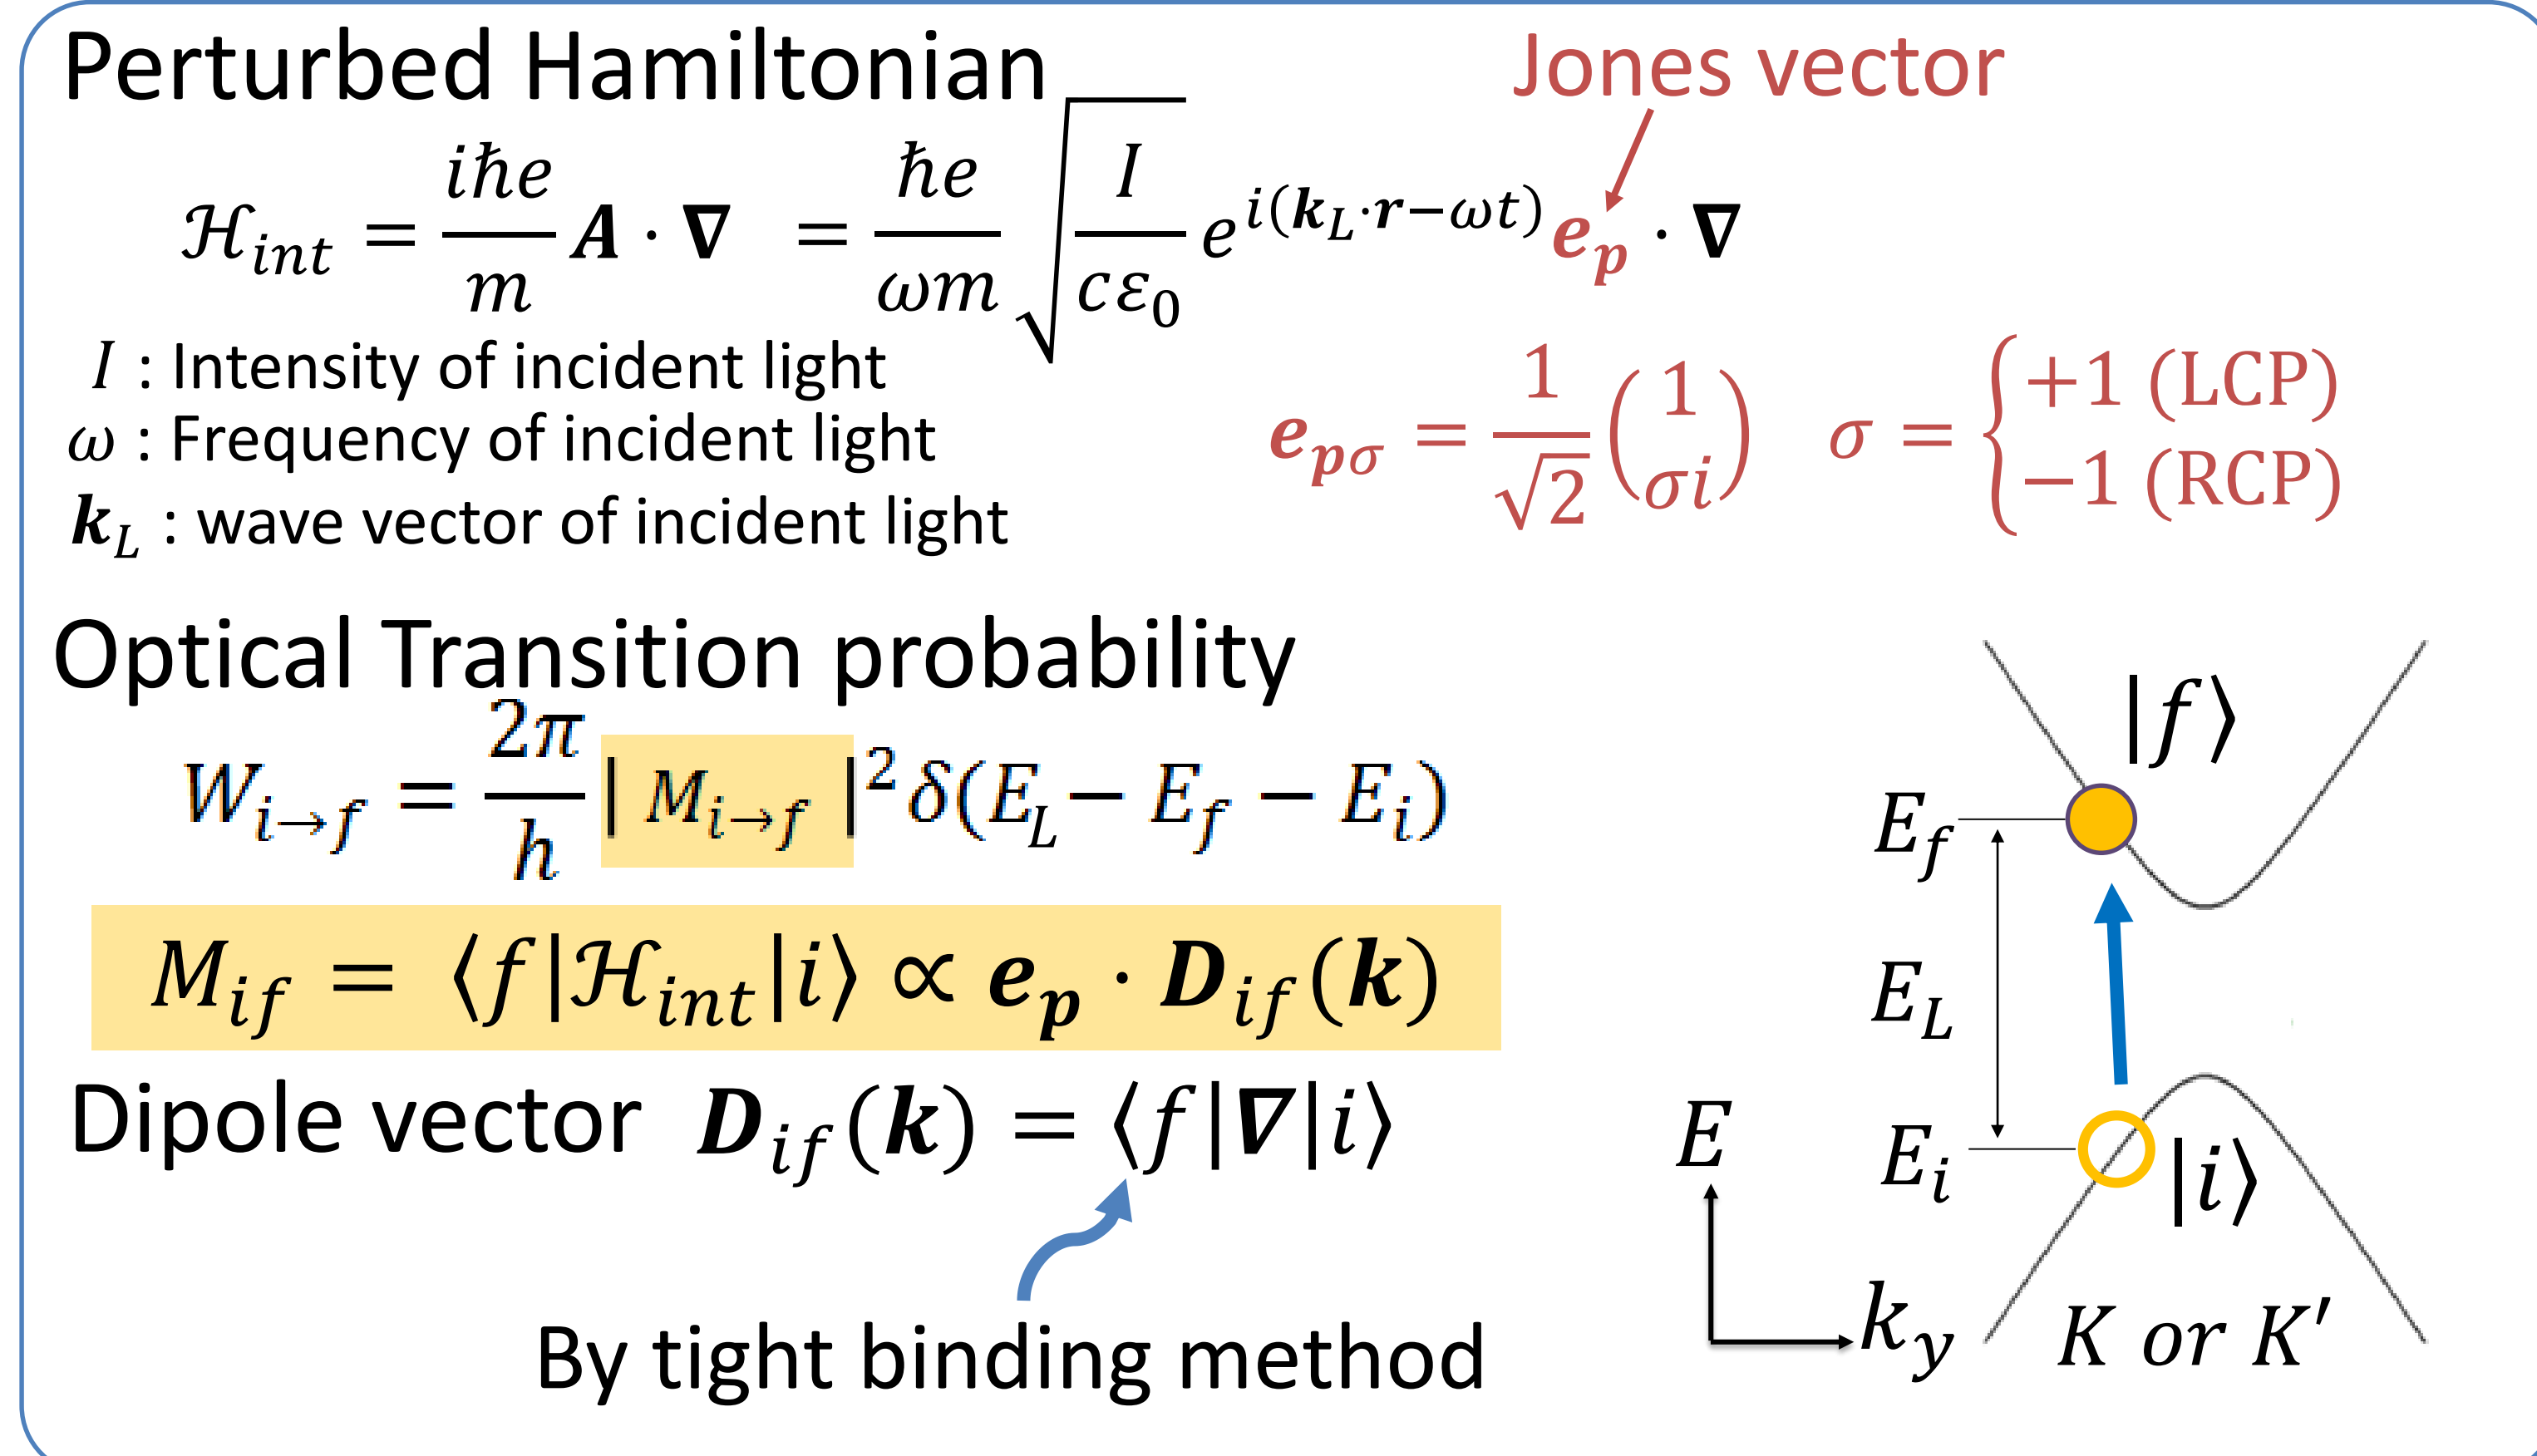 Perturbed Hamiltonian
Jones vector
ℋ_int = iħe/m A · ∇ = ħe/ωm √(I/cε₀) e^{i(k_L·r−ωt)} e_p · ∇
I : Intensity of incident light
ω : Frequency of incident light
k_L : wave vector of incident light
e_pσ = 1/√2 (1 σi) σ = { +1 (LCP) −1 (RCP)
Optical Transition probability
W_{i→f} = 2π/h | M_{i→f} |² δ(E_L − E_f − E_i)
M_if = ⟨f|ℋ_int|i⟩ ∝ e_p · D_if(k)
Dipole vector D_if(k) = ⟨f|∇|i⟩
By tight binding method
|f⟩
E_f
E_L
E_i
|i⟩
E
k_y
K or K′